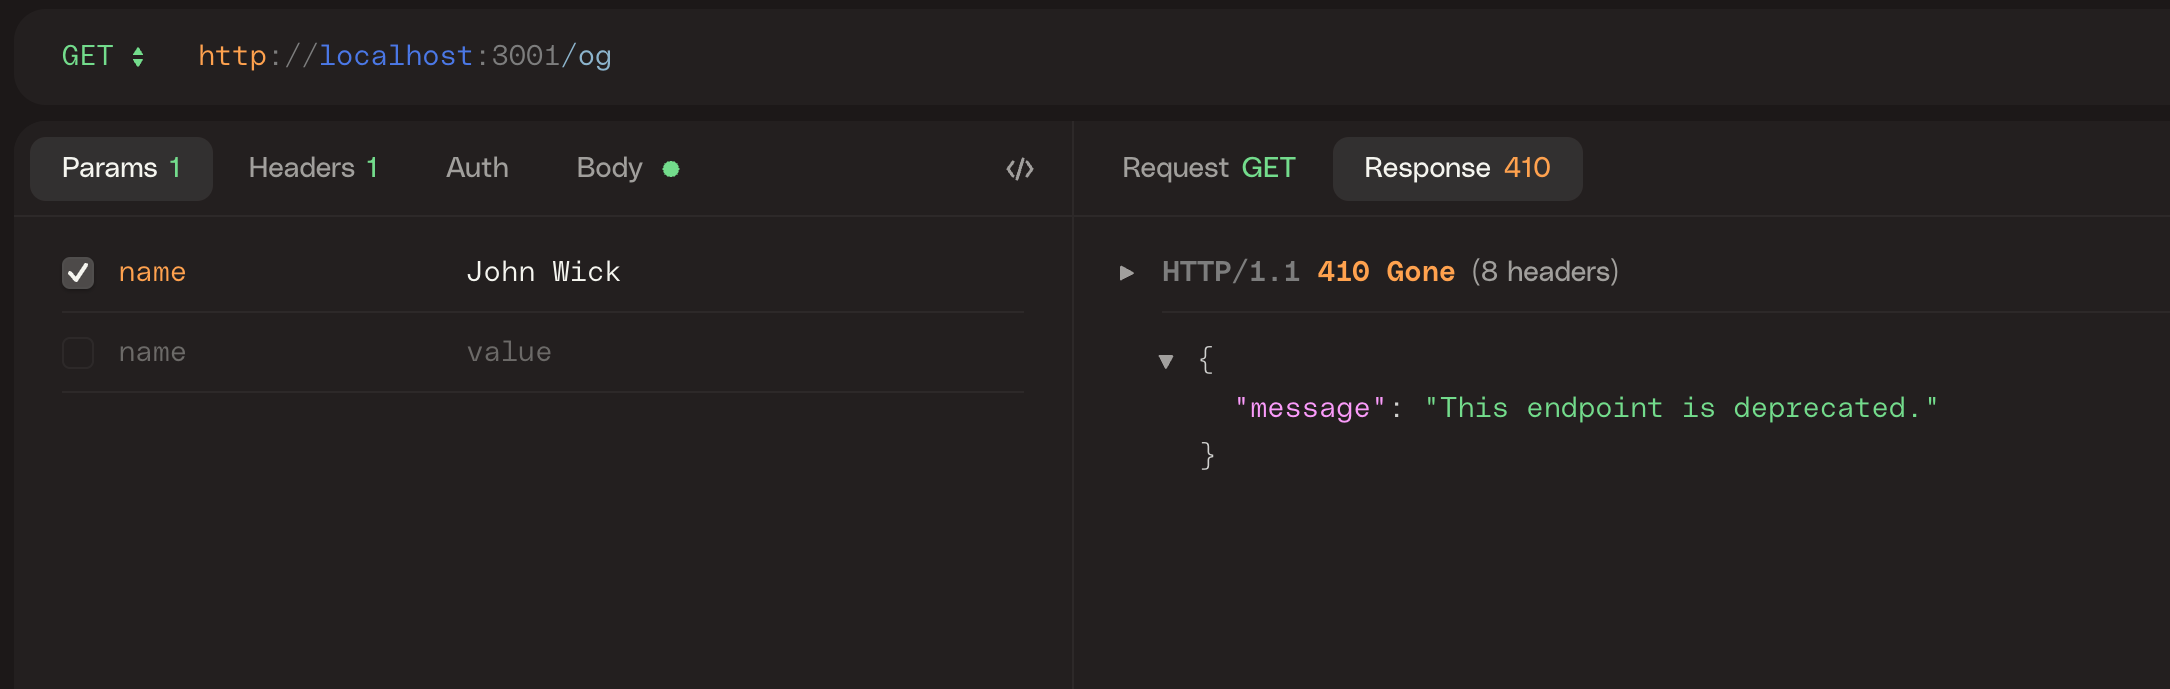 GET http://localhost:3001/og
Params 1 Headers 1 Auth Body </>
Request GET Response 410
name John Wick
name value
HTTP/1.1 410 Gone (8 headers)
{
"message": "This endpoint is deprecated."
}